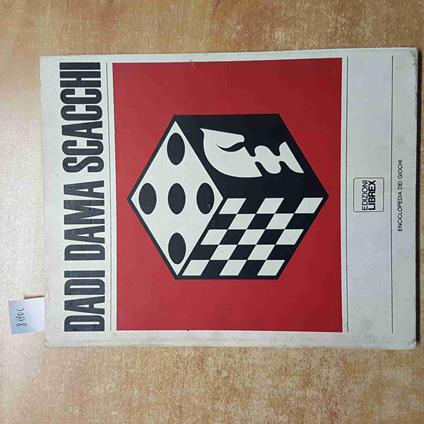 DADI DAMA SCACCHI
EDIZIONI
LIBREX
ENCICLOPEDIA DEI GIOCHI